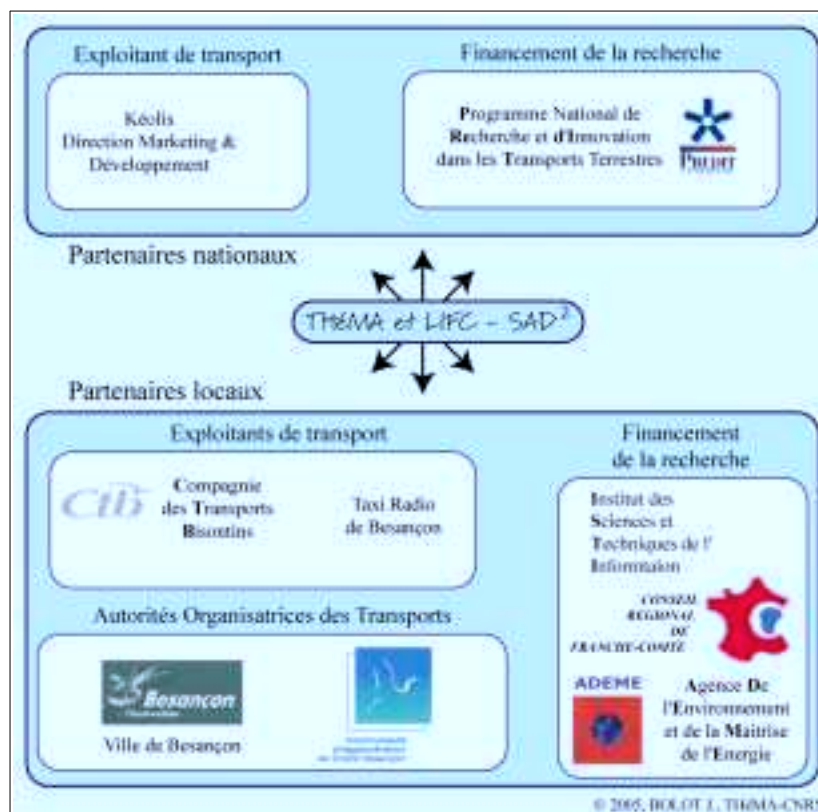 Exploitant de transport
Kéolis
Direction Marketing &
Développement
Financement de la recherche
Programme National de
Recherche et d'Innovation
dans les Transports Terrestres
PREDIT
Partenaires nationaux
THéMA et LIFC - SAD²
Partenaires locaux
Exploitants de transport
Ctb
Compagnie
des Transports
Bisontins
Taxi Radio
de Besançon
Autorités Organisatrices des Transports
Besançon
Ville de Besançon
Financement
de la recherche
Institut des
Sciences et
Techniques de l'
Informtaion
CONSEIL
REGIONAL
DE
FRANCHE-COMTÉ
ADEME
Agence De
l'Environnement
et de la Maitrise
de l'Energie
© 2005, BOLOT J., THéMA-CNRS